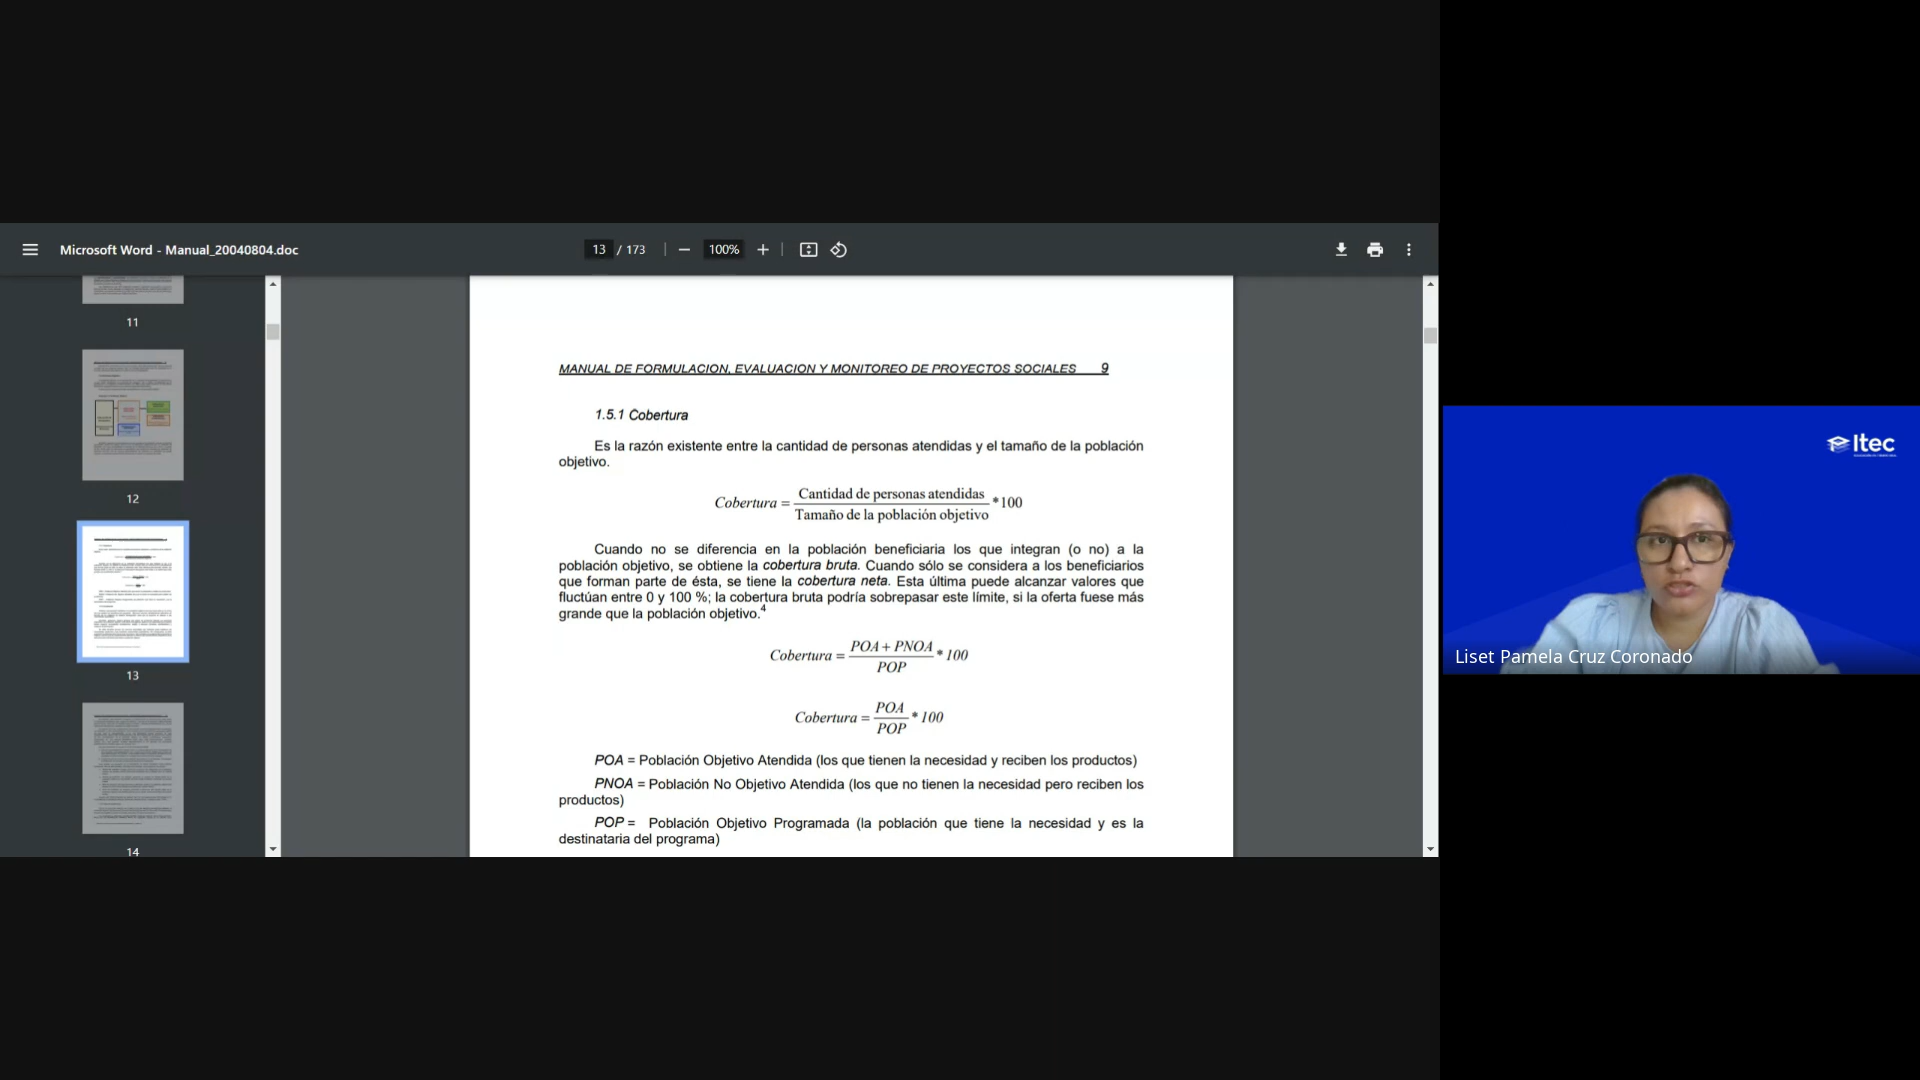 Microsoft Word - Manual_20040804.doc
13 / 173
100%
11
12
13
14
MANUAL DE FORMULACION, EVALUACION Y MONITOREO DE PROYECTOS SOCIALES 9
1.5.1 Cobertura
Es la razón existente entre la cantidad de personas atendidas y el tamaño de la población
objetivo.
Cobertura = Cantidad de personas atendidas / Tamaño de la población objetivo *100
Cuando no se diferencia en la población beneficiaria los que integran (o no) a la
población objetivo, se obtiene la cobertura bruta. Cuando sólo se considera a los beneficiarios
que forman parte de ésta, se tiene la cobertura neta. Esta última puede alcanzar valores que
fluctúan entre 0 y 100 %; la cobertura bruta podría sobrepasar este límite, si la oferta fuese más
grande que la población objetivo.4
Cobertura = POA + PNOA / POP * 100
Cobertura = POA / POP * 100
POA = Población Objetivo Atendida (los que tienen la necesidad y reciben los productos)
PNOA = Población No Objetivo Atendida (los que no tienen la necesidad pero reciben los
productos)
POP = Población Objetivo Programada (la población que tiene la necesidad y es la
destinataria del programa)
Itec
Liset Pamela Cruz Coronado